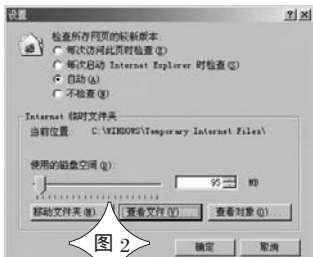 设置
检查所存网页的较新版本:
每次访问此页时检查(E)
每次启动 Internet Explorer 时检查(S)
自动(A)
不检查(N)
Internet 临时文件夹
当前位置: C:\WINDOWS\Temporary Internet Files\
使用的磁盘空间(D):
95 MB
移动文件夹(M)... 查看文件(V)... 查看对象(O)...
图 2
确定 取消